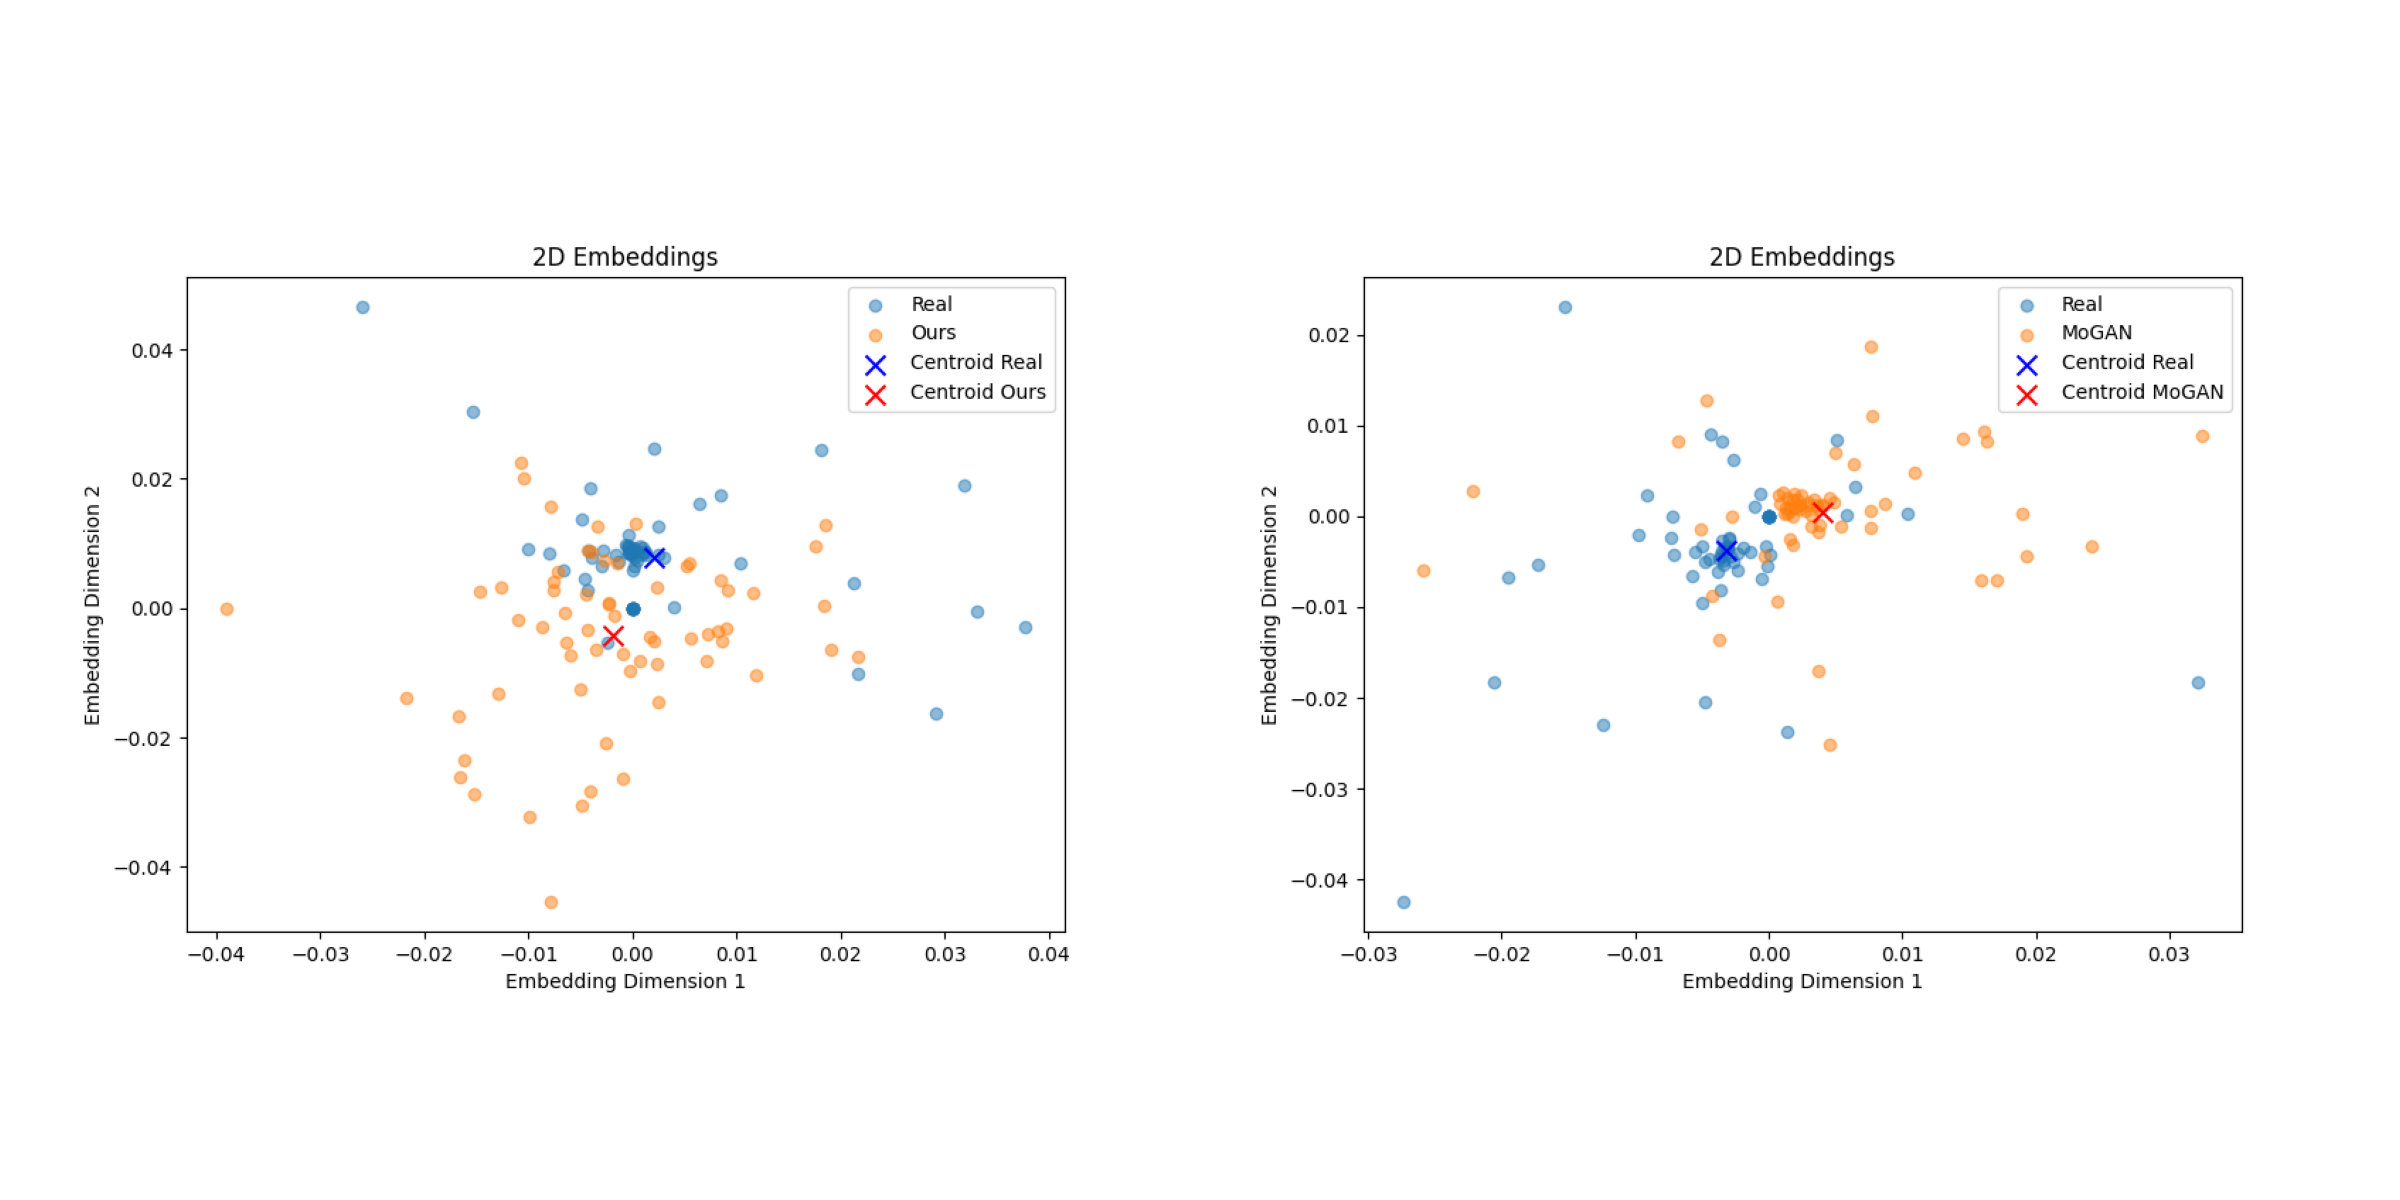 2D Embeddings
Real
Ours
Centroid Real
Centroid Ours
0.04
0.02
0.00
−0.02
−0.04
Embedding Dimension 2
−0.04 −0.03 −0.02 −0.01 0.00 0.01 0.02 0.03 0.04
Embedding Dimension 1
2D Embeddings
Real
MoGAN
Centroid Real
Centroid MoGAN
0.02
0.01
0.00
−0.01
−0.02
−0.03
−0.04
Embedding Dimension 2
−0.03 −0.02 −0.01 0.00 0.01 0.02 0.03
Embedding Dimension 1